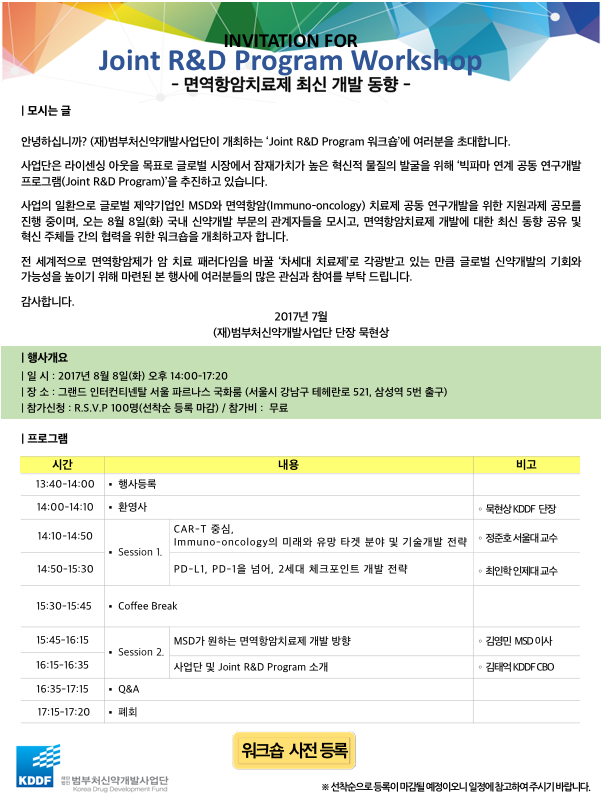 INVITATION FOR
Joint R&D Program Workshop
- 면역항암치료제 최신 개발 동향 -
| 모시는 글
안녕하십니까? (재)범부처신약개발사업단이 개최하는 ‘Joint R&D Program 워크숍’에 여러분을 초대합니다.
사업단은 라이센싱 아웃을 목표로 글로벌 시장에서 잠재가치가 높은 혁신적 물질의 발굴을 위해 ‘빅파마 연계 공동 연구개발
프로그램(Joint R&D Program)’을 추진하고 있습니다.
사업의 일환으로 글로벌 제약기업인 MSD와 면역항암(Immuno-oncology) 치료제 공동 연구개발을 위한 지원과제 공모를
진행 중이며, 오는 8월 8일(화) 국내 신약개발 부문의 관계자들을 모시고, 면역항암치료제 개발에 대한 최신 동향 공유 및
혁신 주체들 간의 협력을 위한 워크숍을 개최하고자 합니다.
전 세계적으로 면역항암제가 암 치료 패러다임을 바꿀 ‘차세대 치료제’로 각광받고 있는 만큼 글로벌 신약개발의 기회와
가능성을 높이기 위해 마련된 본 행사에 여러분들의 많은 관심과 참여를 부탁 드립니다.
감사합니다.
2017년 7월
(재)범부처신약개발사업단 단장 묵현상
| 행사개요
| 일 시 : 2017년 8월 8일(화) 오후 14:00-17:20
| 장 소 : 그랜드 인터컨티넨탈 서울 파르나스 국화룸 (서울시 강남구 테헤란로 521, 삼성역 5번 출구)
| 참가신청 : R.S.V.P 100명(선착순 등록 마감) / 참가비 : 무료
| 프로그램
시간 내용 비고
13:40-14:00 ▪ 행사등록
14:00-14:10 ▪ 환영사 ◦ 묵현상 KDDF 단장
14:10-14:50 ▪ Session 1. CAR-T 중심,
Immuno-oncology의 미래와 유망 타겟 분야 및 기술개발 전략 ◦ 정준호 서울대 교수
14:50-15:30 PD-L1, PD-1을 넘어, 2세대 체크포인트 개발 전략 ◦ 최인학 인제대 교수
15:30-15:45 ▪ Coffee Break
15:45-16:15 ▪ Session 2. MSD가 원하는 면역항암치료제 개발 방향 ◦ 김영민 MSD 이사
16:15-16:35 사업단 및 Joint R&D Program 소개 ◦ 김태억 KDDF CBO
16:35-17:15 ▪ Q&A
17:15-17:20 ▪ 폐회
워크숍 사전 등록
KDDF 재단법인 범부처신약개발사업단
Korea Drug Development Fund
※ 선착순으로 등록이 마감될 예정이오니 일정에 참고하여 주시기 바랍니다.